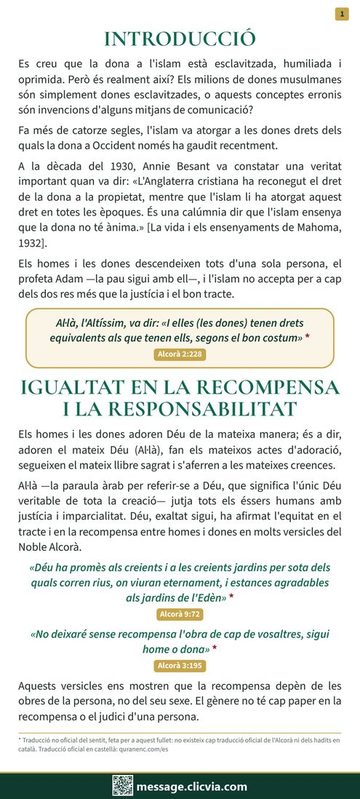 1
INTRODUCCIÓ
Es creu que la dona a l'islam està esclavitzada, humiliada i
oprimida. Però és realment així? Els milions de dones musulmanes
són simplement dones esclavitzades, o aquests conceptes erronis
són invencions d'alguns mitjans de comunicació?
Fa més de catorze segles, l'islam va atorgar a les dones drets dels
quals la dona a Occident només ha gaudit recentment.
A la dècada del 1930, Annie Besant va constatar una veritat
important quan va dir: «L'Anglaterra cristiana ha reconegut el dret
de la dona a la propietat, mentre que l'islam li ha atorgat aquest
dret en totes les èpoques. És una calúmnia dir que l'islam ensenya
que la dona no té ànima.» [La vida i els ensenyaments de Mahoma,
1932].
Els homes i les dones descendeixen tots d'una sola persona, el
profeta Adam —la pau sigui amb ell—, i l'islam no accepta per a cap
dels dos res més que la justícia i el bon tracte.
Al·là, l'Altíssim, va dir: «I elles (les dones) tenen drets
equivalents als que tenen ells, segons el bon costum» *
Alcorà 2:228
IGUALTAT EN LA RECOMPENSA
I LA RESPONSABILITAT
Els homes i les dones adoren Déu de la mateixa manera; és a dir,
adoren el mateix Déu (Al·là), fan els mateixos actes d'adoració,
segueixen el mateix llibre sagrat i s'aferren a les mateixes creences.
Al·là —la paraula àrab per referir-se a Déu, que significa l'únic Déu
veritable de tota la creació— jutja tots els éssers humans amb
justícia i imparcialitat. Déu, exaltat sigui, ha afirmat l'equitat en el
tracte i en la recompensa entre homes i dones en molts versicles del
Noble Alcorà.
«Déu ha promès als creients i a les creients jardins per sota dels
quals corren rius, on viuran eternament, i estances agradables
als jardins de l'Edèn» *
Alcorà 9:72
«No deixaré sense recompensa l'obra de cap de vosaltres, sigui
home o dona» *
Alcorà 3:195
Aquests versicles ens mostren que la recompensa depèn de les
obres de la persona, no del seu sexe. El gènere no té cap paper en la
recompensa o el judici d'una persona.
* Traducció no oficial del sentit, feta per a aquest fullet: no existeix cap traducció oficial de l'Alcorà ni dels hadits en
català. Traducció oficial en castellà: quranenc.com/es
message.clicvia.com